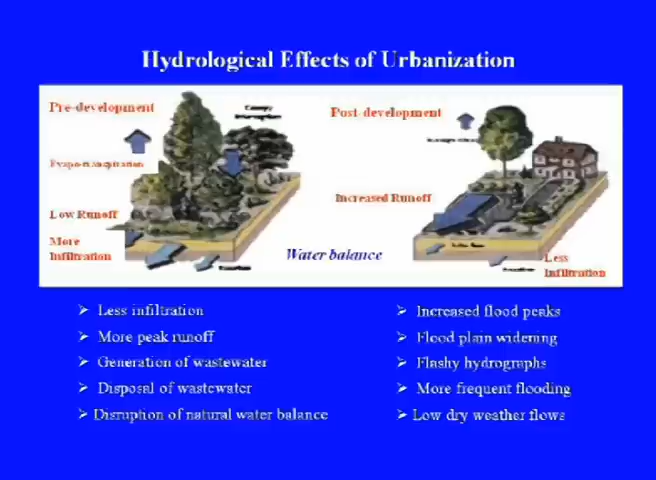 Hydrological Effects of Urbanization
Pre-development
Post-development
Increased Runoff
Low Runoff
More
Infiltration
Water balance
Less
Infiltration
➢ Less infiltration
➢ More peak runoff
➢ Generation of wastewater
➢ Disposal of wastewater
➢ Disruption of natural water balance
➢ Increased flood peaks
➢ Flood plain widening
➢ Flashy hydrographs
➢ More frequent flooding
➢ Low dry weather flows